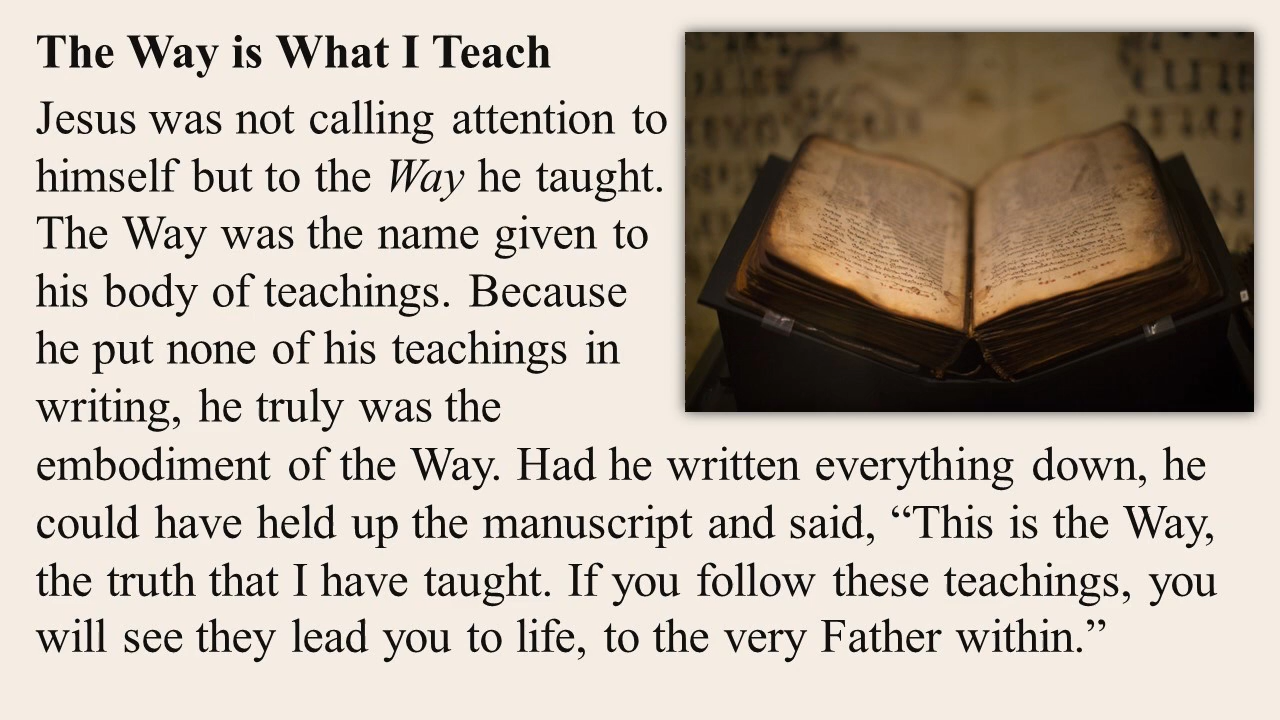 The Way is What I Teach
Jesus was not calling attention to
himself but to the Way he taught.
The Way was the name given to
his body of teachings. Because
he put none of his teachings in
writing, he truly was the
embodiment of the Way. Had he written everything down, he
could have held up the manuscript and said, “This is the Way,
the truth that I have taught. If you follow these teachings, you
will see they lead you to life, to the very Father within.”